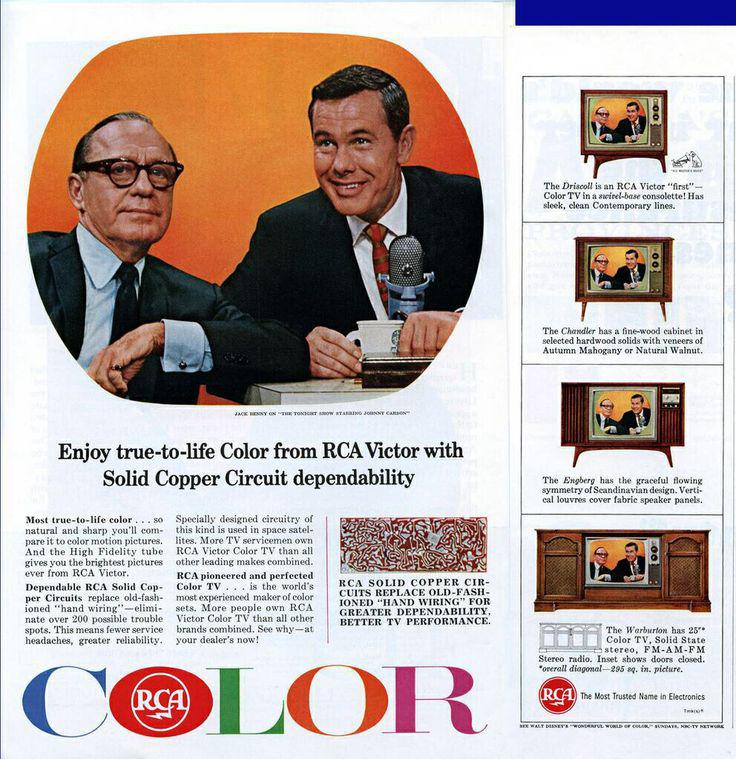 JACK BENNY ON "THE TONIGHT SHOW STARRING JOHNNY CARSON"
Enjoy true-to-life Color from RCA Victor with
Solid Copper Circuit dependability
Most true-to-life color . . . so
natural and sharp you'll com-
pare it to color motion pictures.
And the High Fidelity tube
gives you the brightest pictures
ever from RCA Victor.
Dependable RCA Solid Cop-
per Circuits replace old-fash-
ioned "hand wiring"—elimi-
nate over 200 possible trouble
spots. This means fewer service
headaches, greater reliability.
Specially designed circuitry of
this kind is used in space satel-
lites. More TV servicemen own
RCA Victor Color TV than all
other leading makes combined.
RCA pioneered and perfected
Color TV . . . is the world's
most experienced maker of color
sets. More people own RCA
Victor Color TV than all other
brands combined. See why—at
your dealer's now!
RCA SOLID COPPER CIR-
CUITS REPLACE OLD-FASH-
IONED "HAND WIRING" FOR
GREATER DEPENDABILITY,
BETTER TV PERFORMANCE.
COLOR
RCA
"HIS MASTER'S VOICE"
The Driscoll is an RCA Victor "first"—
Color TV in a swivel-base consolette! Has
sleek, clean Contemporary lines.
The Chandler has a fine-wood cabinet in
selected hardwood solids with veneers of
Autumn Mahogany or Natural Walnut.
The Engberg has the graceful flowing
symmetry of Scandinavian design. Verti-
cal louvres cover fabric speaker panels.
The Warburton has 25"*
Color TV, Solid State
stereo, FM-AM-FM
Stereo radio. Inset shows doors closed.
*overall diagonal—295 sq. in. picture.
RCA
The Most Trusted Name in Electronics
Tmk(s)®
SEE WALT DISNEY'S "WONDERFUL WORLD OF COLOR," SUNDAYS, NBC-TV NETWORK